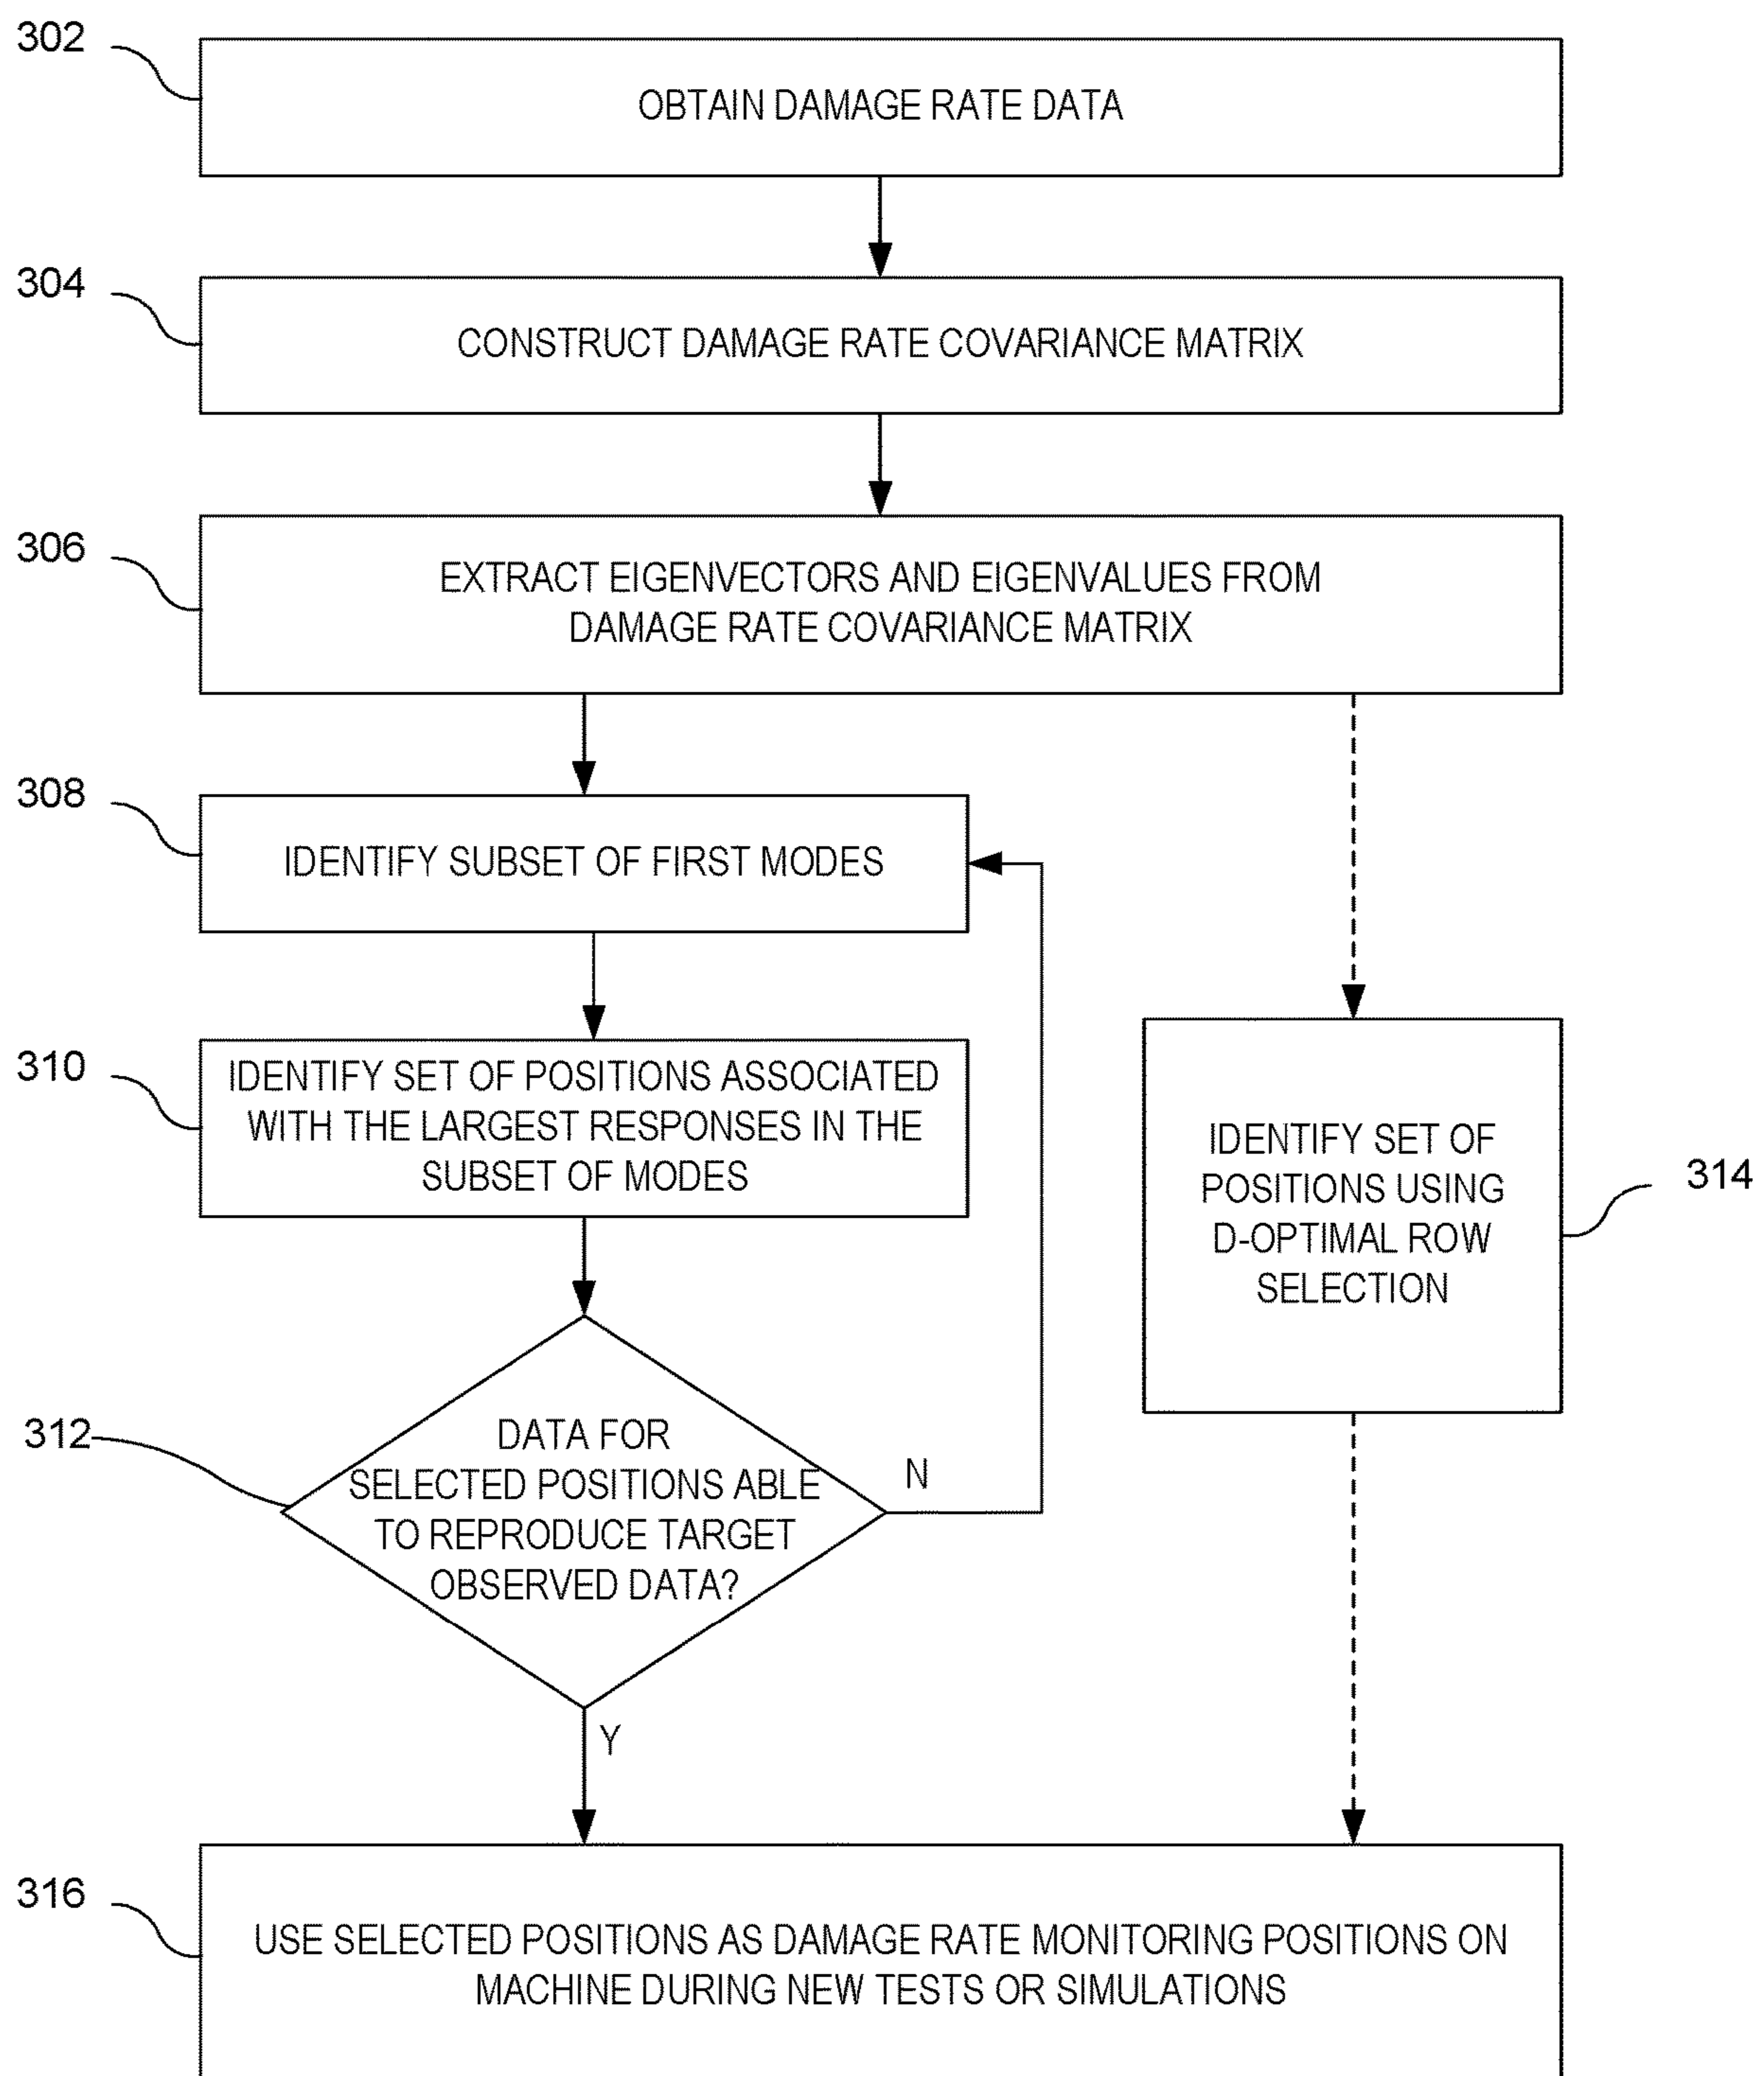 302
OBTAIN DAMAGE RATE DATA
304
CONSTRUCT DAMAGE RATE COVARIANCE MATRIX
306
EXTRACT EIGENVECTORS AND EIGENVALUES FROM
DAMAGE RATE COVARIANCE MATRIX
308
IDENTIFY SUBSET OF FIRST MODES
310
IDENTIFY SET OF POSITIONS ASSOCIATED
WITH THE LARGEST RESPONSES IN THE
SUBSET OF MODES
IDENTIFY SET OF
POSITIONS USING
D-OPTIMAL ROW
SELECTION
314
312
DATA FOR
SELECTED POSITIONS ABLE
TO REPRODUCE TARGET
OBSERVED DATA?
N
Y
316
USE SELECTED POSITIONS AS DAMAGE RATE MONITORING POSITIONS ON
MACHINE DURING NEW TESTS OR SIMULATIONS